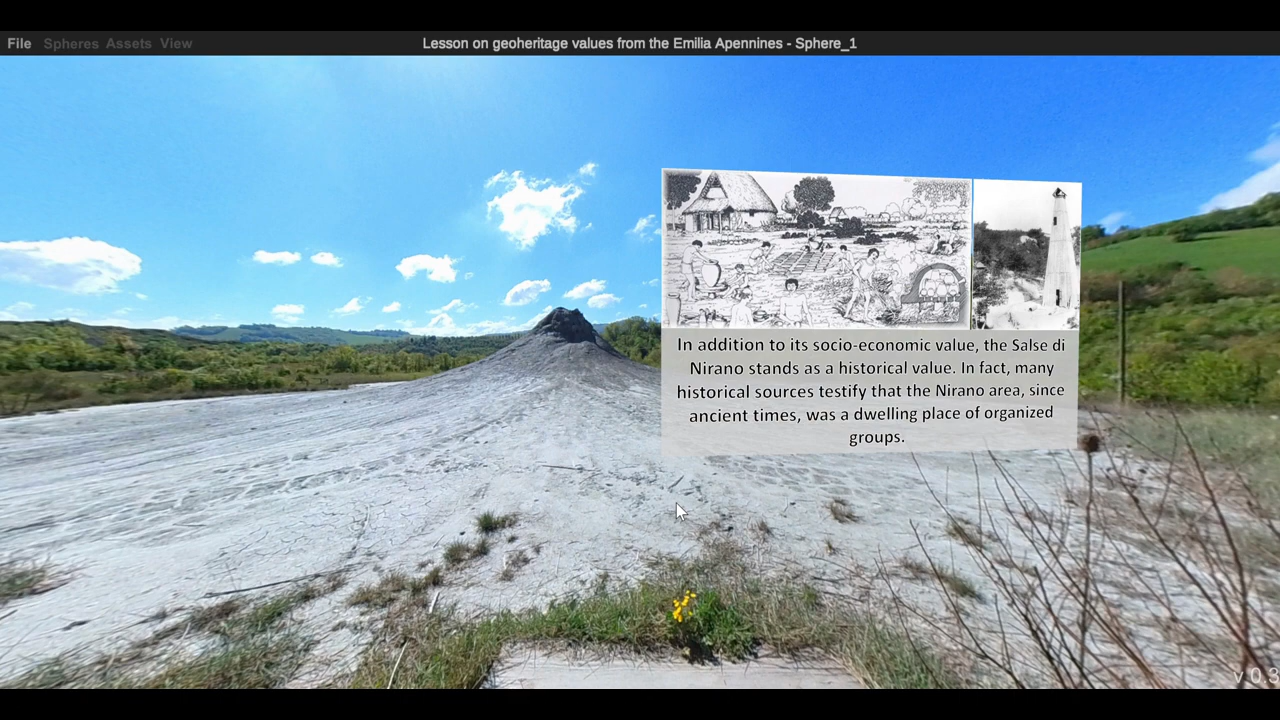 File Spheres Assets View Lesson on geoheritage values from the Emilia Apennines - Sphere_1
In addition to its socio-economic value, the Salse di
Nirano stands as a historical value. In fact, many
historical sources testify that the Nirano area, since
ancient times, was a dwelling place of organized
groups.
v 0.3